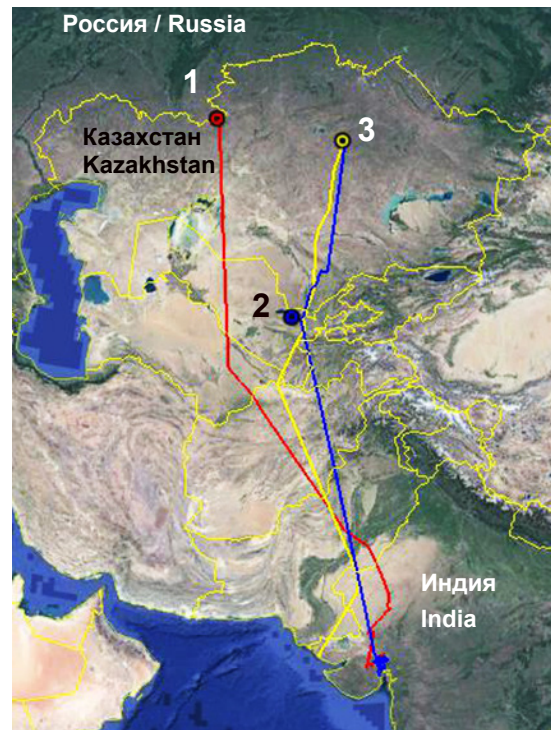 Россия / Russia
1
3
Казахстан
Kazakhstan
2
Индия
India